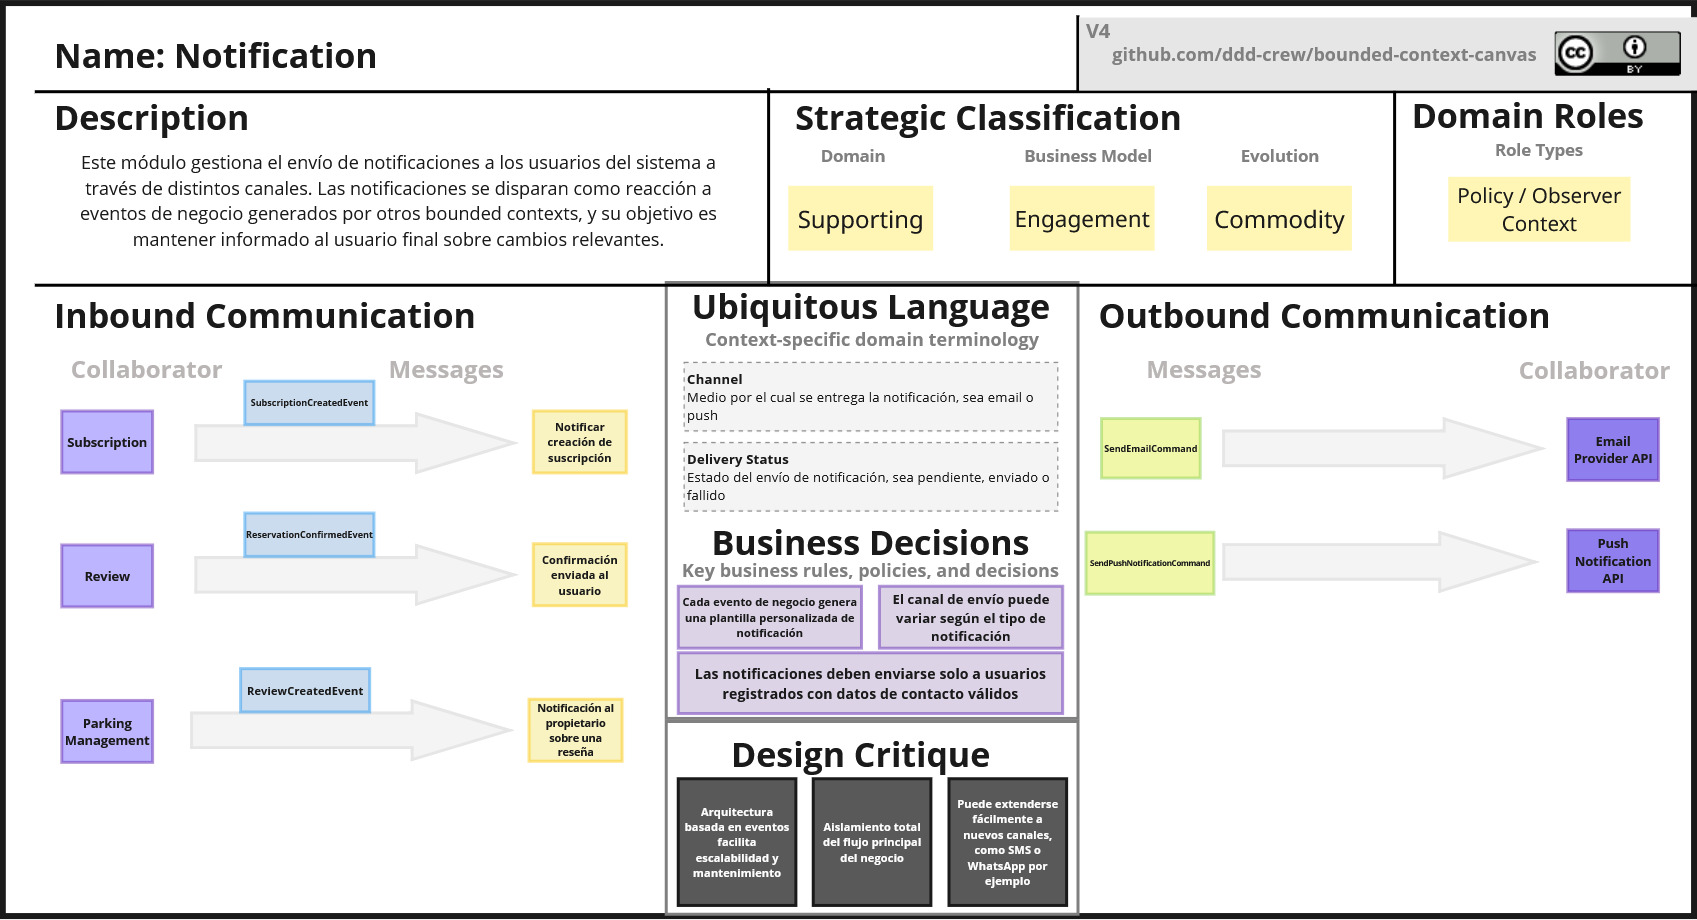 Name: Notification
V4
github.com/ddd-crew/bounded-context-canvas
cc
BY
Description
Este módulo gestiona el envío de notificaciones a los usuarios del sistema a
través de distintos canales. Las notificaciones se disparan como reacción a
eventos de negocio generados por otros bounded contexts, y su objetivo es
mantener informado al usuario final sobre cambios relevantes.
Strategic Classification
Domain
Business Model
Evolution
Supporting
Engagement
Commodity
Domain Roles
Role Types
Policy / Observer
Context
Inbound Communication
Collaborator
Messages
Subscription
SubscriptionCreatedEvent
Notificar
creación de
suscripción
Review
ReservationConfirmedEvent
Confirmación
enviada al
usuario
Parking
Management
ReviewCreatedEvent
Notificación al
propietario
sobre una
reseña
Ubiquitous Language
Context-specific domain terminology
Channel
Medio por el cual se entrega la notificación, sea email o
push
Delivery Status
Estado del envío de notificación, sea pendiente, enviado o
fallido
Business Decisions
Key business rules, policies, and decisions
Cada evento de negocio genera
una plantilla personalizada de
notificación
El canal de envío puede
variar según el tipo de
notificación
Las notificaciones deben enviarse solo a usuarios
registrados con datos de contacto válidos
Design Critique
Arquitectura
basada en eventos
facilita
escalabilidad y
mantenimiento
Aislamiento total
del flujo principal
del negocio
Puede extenderse
fácilmente a
nuevos canales,
como SMS o
WhatsApp por
ejemplo
Outbound Communication
Messages
Collaborator
SendEmailCommand
Email
Provider API
SendPushNotificationCommand
Push
Notification
API